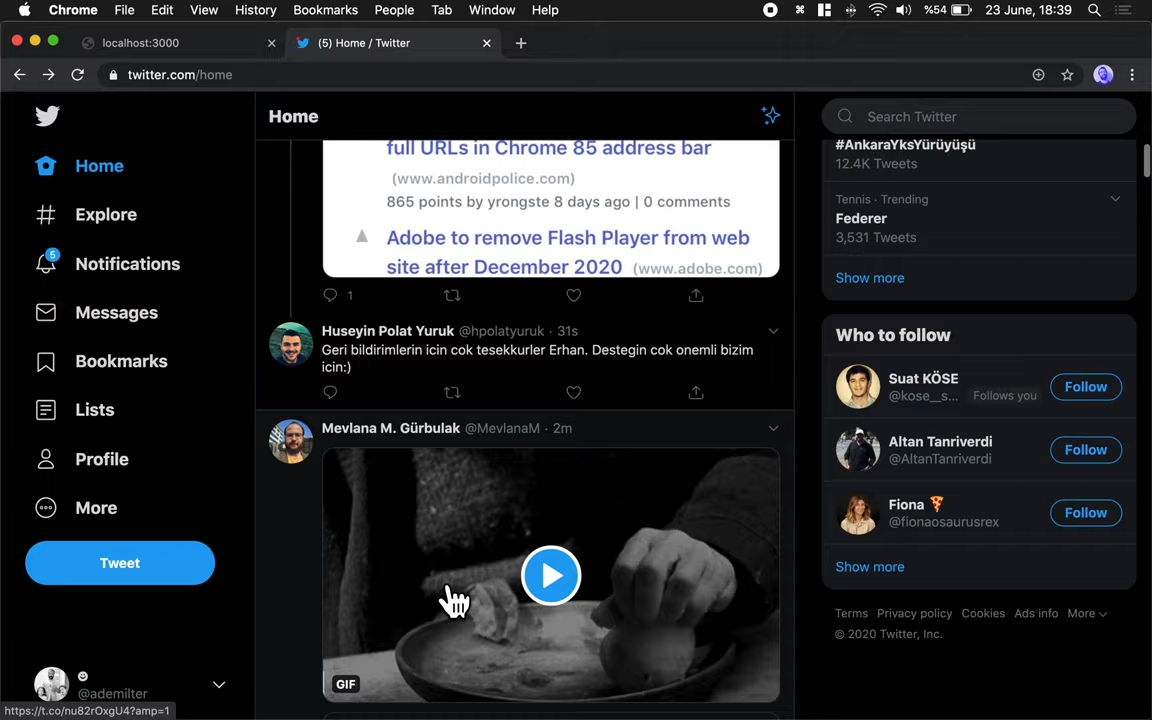 Chrome File Edit View History Bookmarks People Tab Window Help %54 23 June, 18:39
localhost:3000
(5) Home / Twitter
twitter.com/home
Home
Explore
5
Notifications
Messages
Bookmarks
Lists
Profile
More
Tweet
@ademilter
https://t.co/nu82rOxgU4?amp=1
Home
full URLs in Chrome 85 address bar
(www.androidpolice.com)
865 points by yrongste 8 days ago | 0 comments
Adobe to remove Flash Player from web
site after December 2020 (www.adobe.com)
1
Huseyin Polat Yuruk @hpolatyuruk · 31s
Geri bildirimlerin icin cok tesekkurler Erhan. Destegin cok onemli bizim
icin:)
Mevlana M. Gürbulak @MevlanaM · 2m
GIF
Search Twitter
#AnkaraYksYürüyüşü
12.4K Tweets
Tennis · Trending
Federer
3,531 Tweets
Show more
Who to follow
Suat KÖSE
@kose__s... Follows you
Follow
Altan Tanriverdi
@AltanTanriverdi
Follow
Fiona 🍕
@fionaosaurusrex
Follow
Show more
Terms Privacy policy Cookies Ads info More
© 2020 Twitter, Inc.